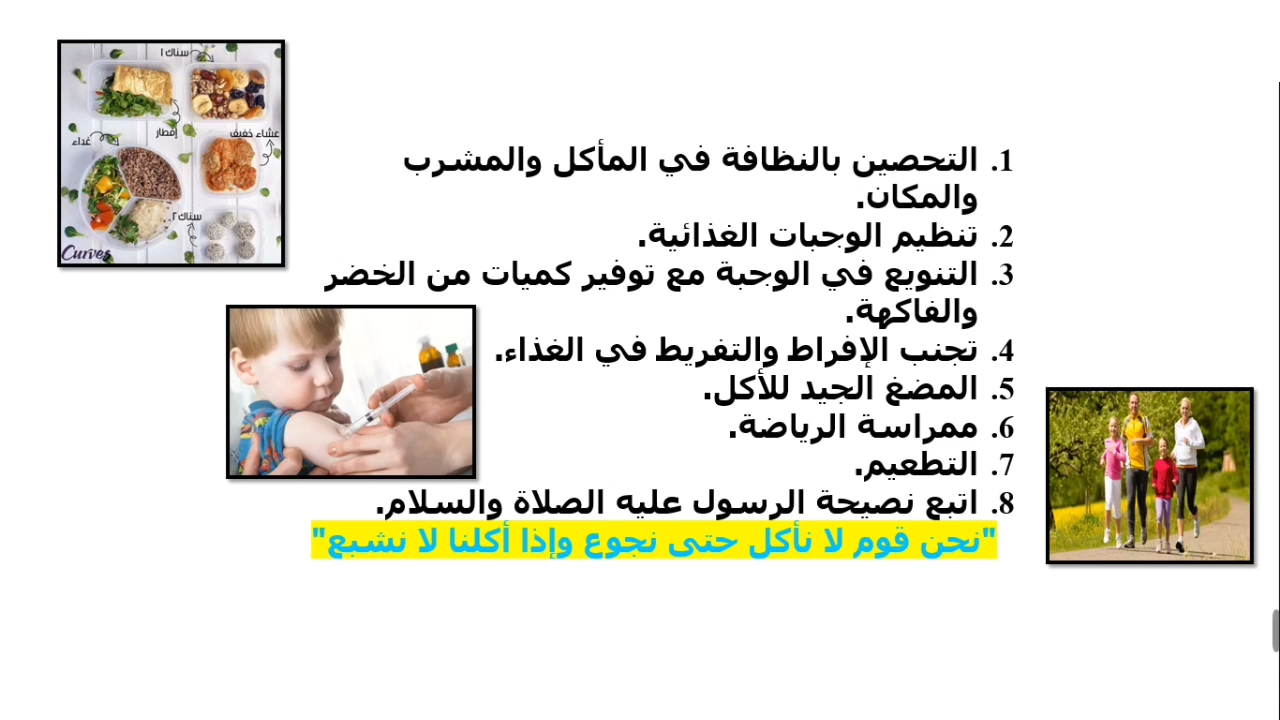 سناك ١
إفطار
عشاء خفيف
غداء
سناك ٢
Curves
1. التحصين بالنظافة في المأكل والمشرب
والمكان.
2. تنظيم الوجبات الغذائية.
3. التنويع في الوجبة مع توفير كميات من الخضر
والفاكهة.
4. تجنب الإفراط والتفريط في الغذاء.
5. المضغ الجيد للأكل.
6. ممراسة الرياضة.
7. التطعيم.
8. اتبع نصيحة الرسول عليه الصلاة والسلام.
"نحن قوم لا نأكل حتى نجوع وإذا أكلنا لا نشبع"